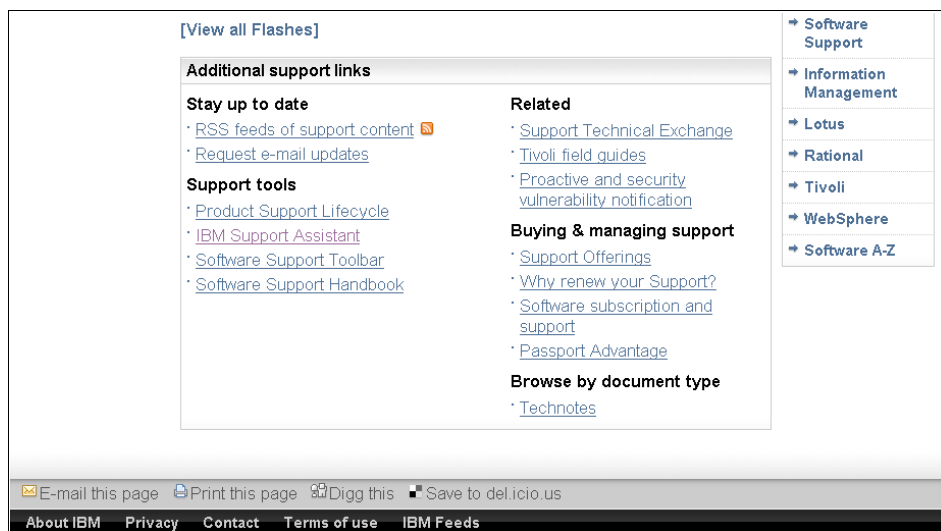 [View all Flashes]
Additional support links
Stay up to date
· RSS feeds of support content
· Request e-mail updates
Support tools
· Product Support Lifecycle
· IBM Support Assistant
· Software Support Toolbar
· Software Support Handbook
Related
· Support Technical Exchange
· Tivoli field guides
· Proactive and security
vulnerability notification
Buying & managing support
· Support Offerings
· Why renew your Support?
· Software subscription and
support
· Passport Advantage
Browse by document type
· Technotes
Software
Support
Information
Management
Lotus
Rational
Tivoli
WebSphere
Software A-Z
E-mail this page Print this page Digg this Save to del.icio.us
About IBM Privacy Contact Terms of use IBM Feeds